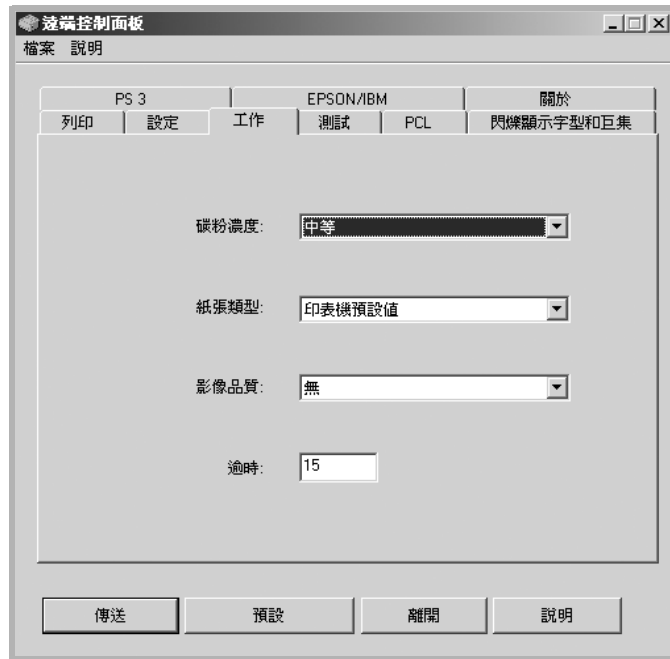 遠端控制面板
檔案 說明
PS 3 EPSON/IBM 關於
列印 設定 工作 測試 PCL 閃爍顯示字型和巨集
碳粉濃度: 中等
紙張類型: 印表機預設值
影像品質: 無
逾時: 15
傳送 預設 離開 說明